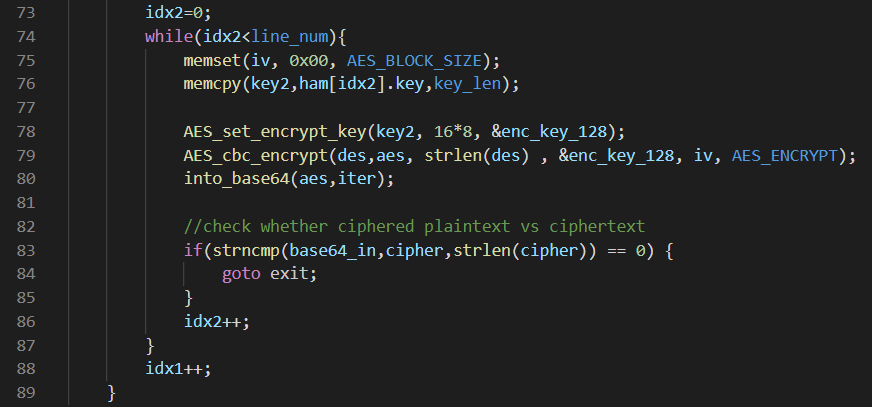 73 idx2=0;
74 while(idx2<line_num){
75 memset(iv, 0x00, AES_BLOCK_SIZE);
76 memcpy(key2,ham[idx2].key,key_len);
77
78 AES_set_encrypt_key(key2, 16*8, &enc_key_128);
79 AES_cbc_encrypt(des,aes, strlen(des) , &enc_key_128, iv, AES_ENCRYPT);
80 into_base64(aes,iter);
81
82 //check whether ciphered plaintext vs ciphertext
83 if(strncmp(base64_in,cipher,strlen(cipher)) == 0) {
84 goto exit;
85 }
86 idx2++;
87 }
88 idx1++;
89 }